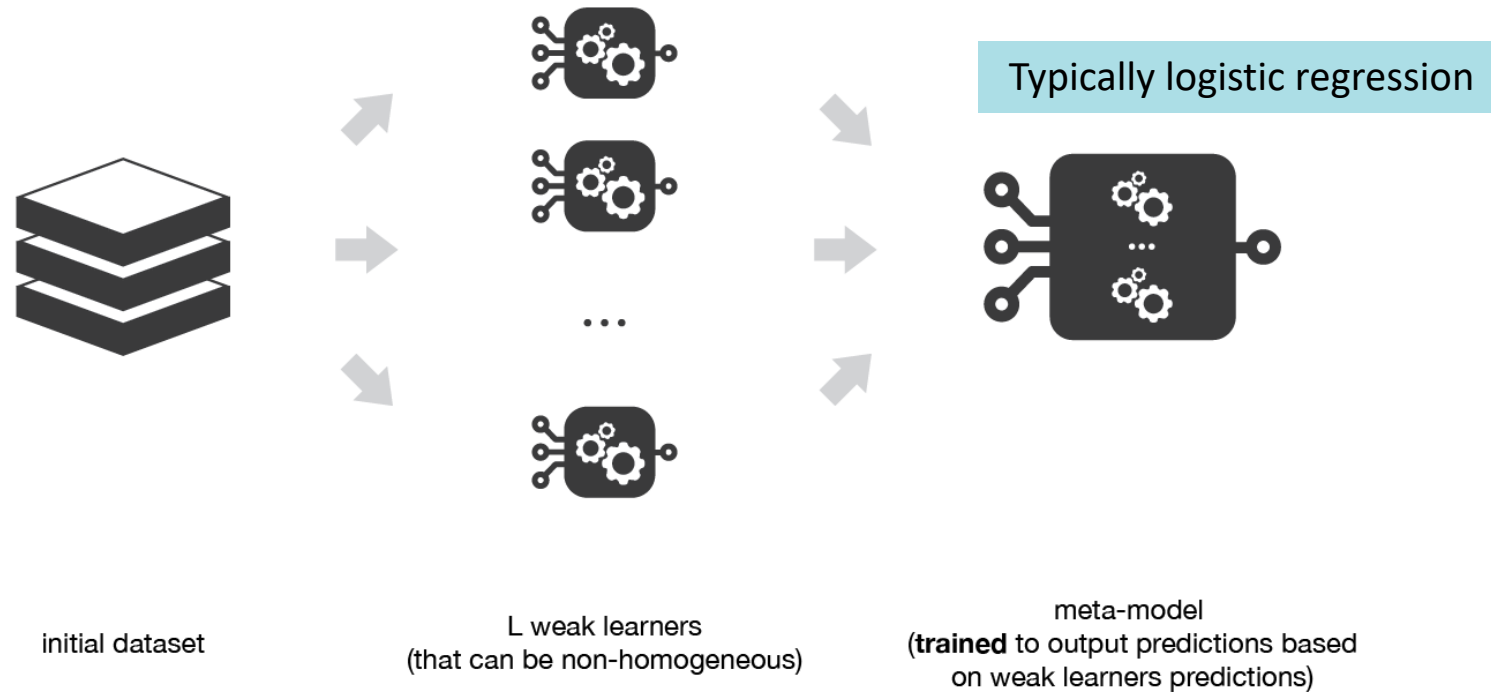 Typically logistic regression
...
...
initial dataset
L weak learners
(that can be non-homogeneous)
meta-model
(trained to output predictions based
on weak learners predictions)